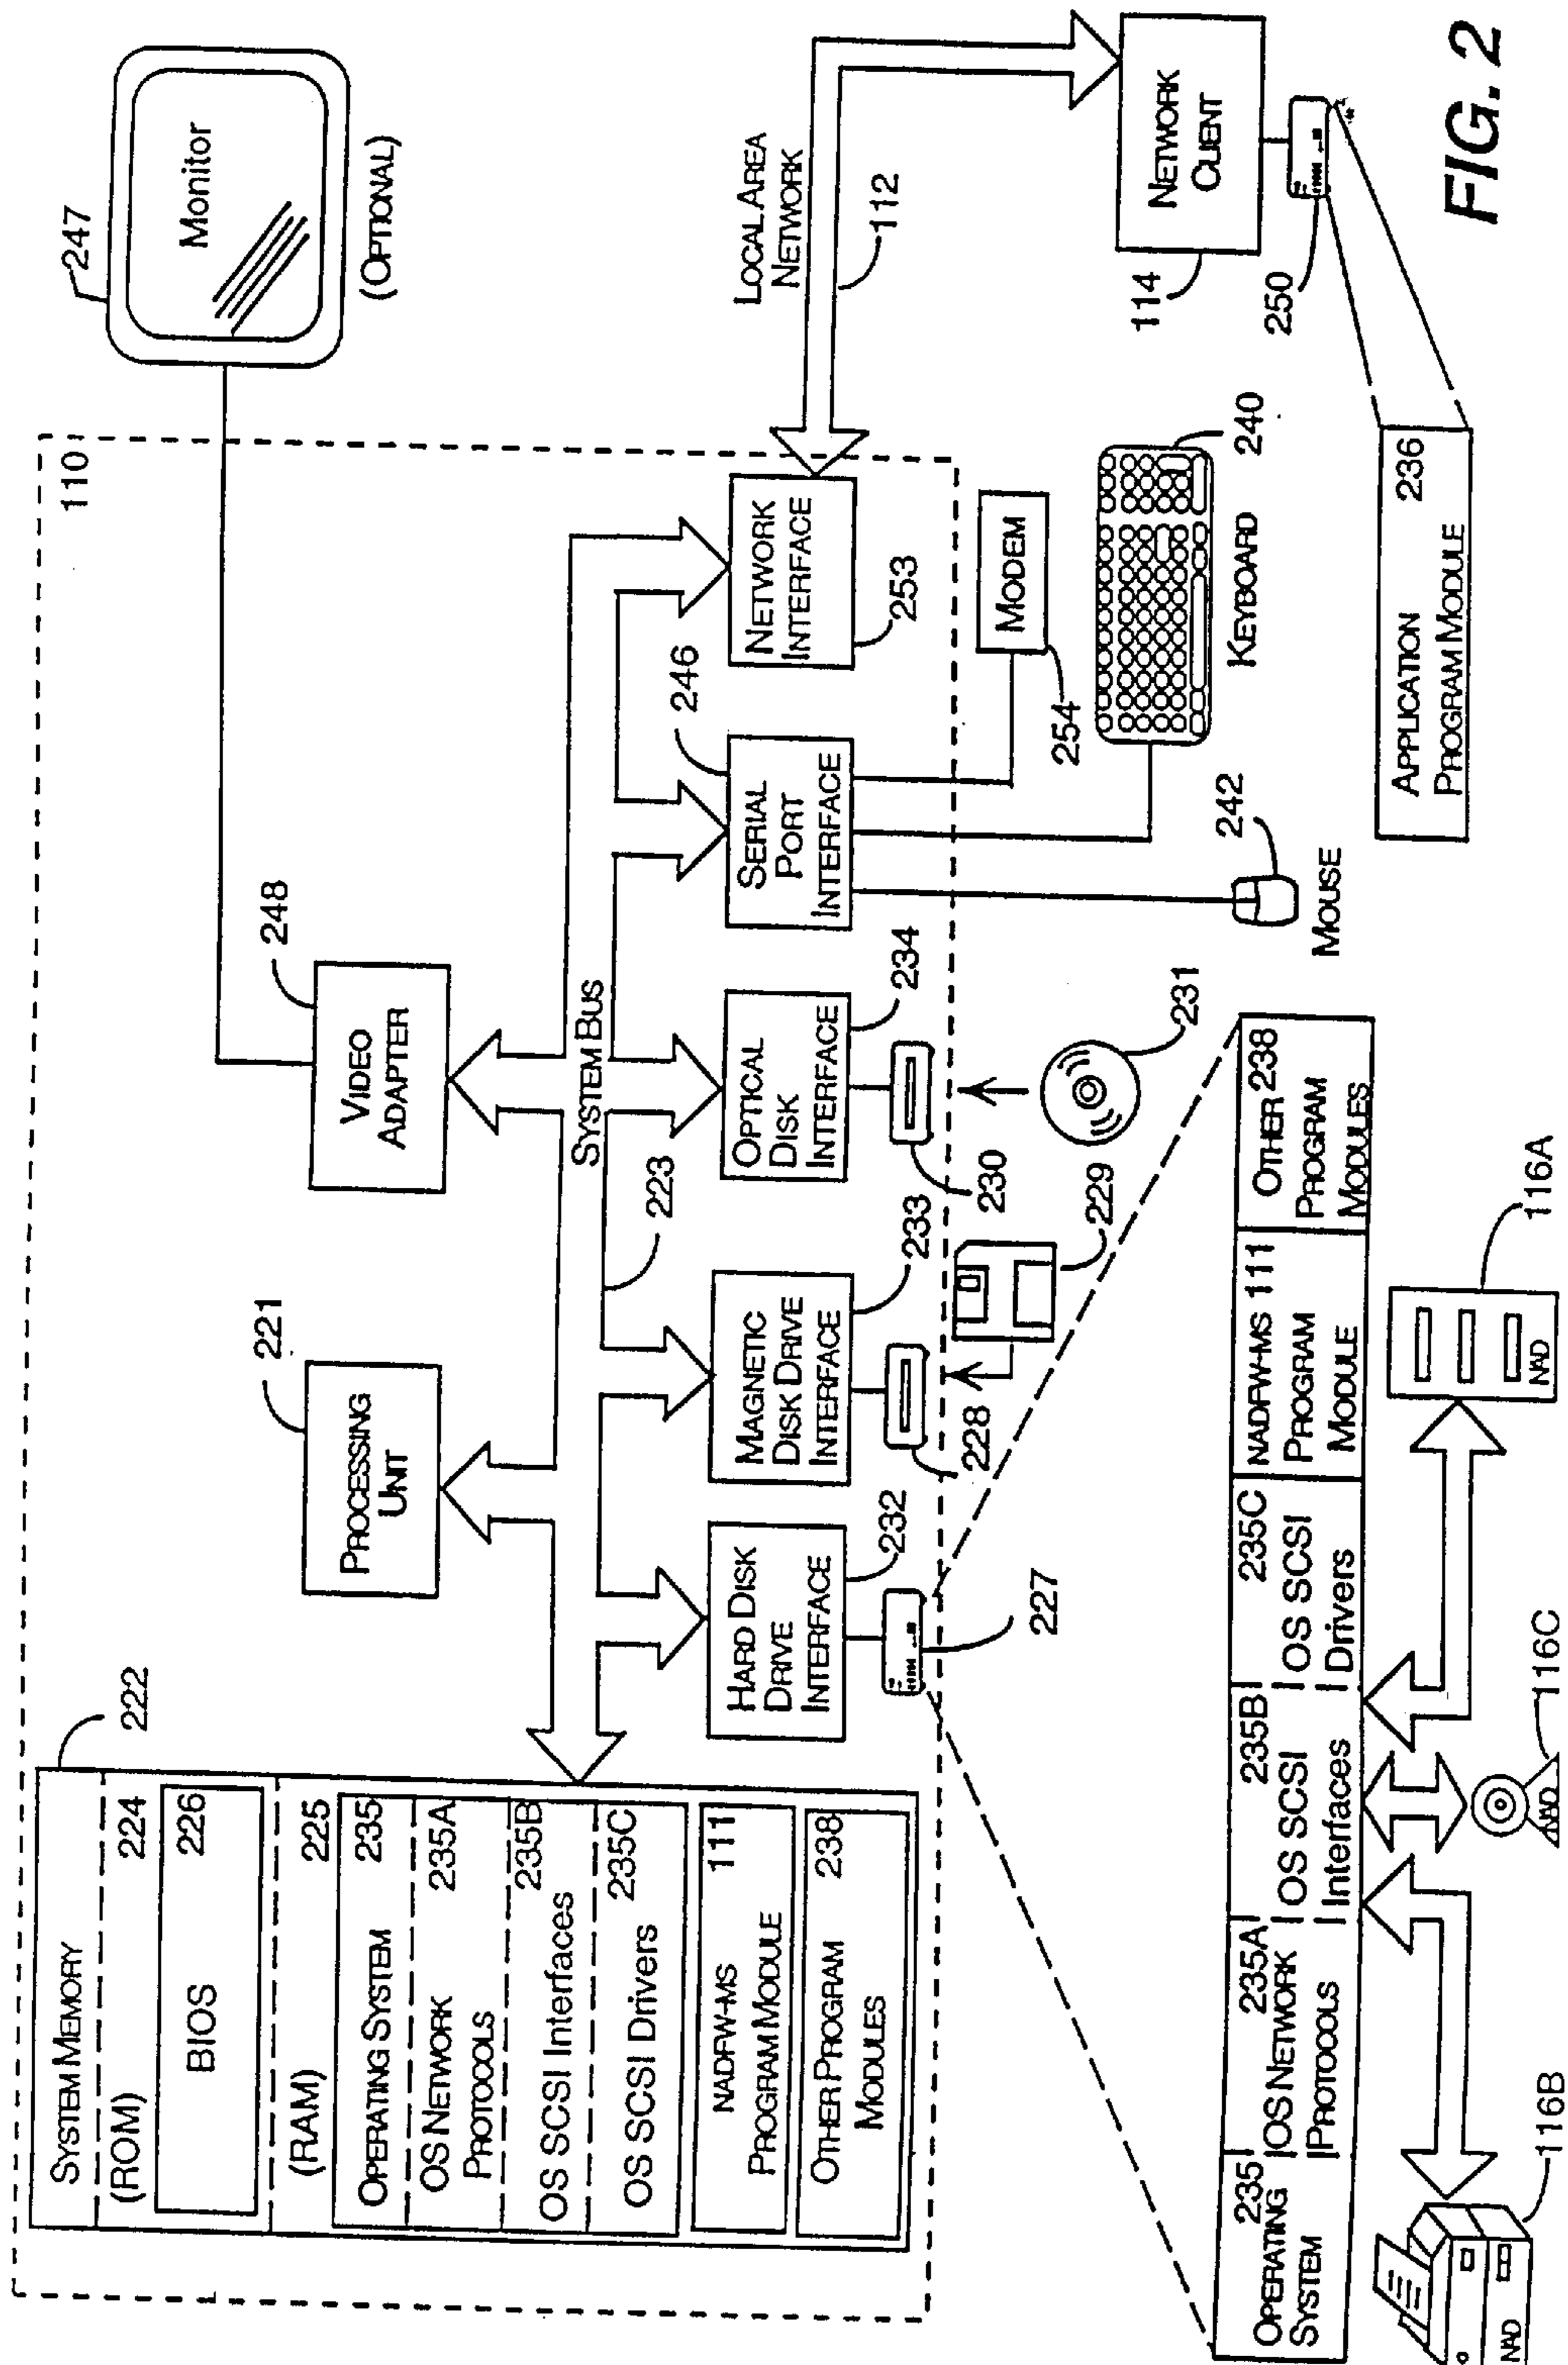 110
247
Monitor
(OPTIONAL)
SYSTEM MEMORY
222
(ROM)
224
BIOS
226
(RAM)
225
OPERATING SYSTEM
235
OS NETWORK
235A
PROTOCOLS
235B
OS SCSI Interfaces
235C
OS SCSI Drivers
NADFW-MS
111
PROGRAM MODULE
OTHER PROGRAM
238
MODULES
221
PROCESSING
UNIT
248
VIDEO
ADAPTER
SYSTEM BUS
223
HARD DISK
DRIVE
INTERFACE
232
227
MAGNETIC
DISK DRIVE
INTERFACE
233
228
229
OPTICAL
DISK
INTERFACE
234
230
231
SERIAL
PORT
INTERFACE
246
NETWORK
INTERFACE
253
LOCAL AREA
NETWORK
112
MODEM
254
KEYBOARD
240
MOUSE
242
NETWORK
CLIENT
114
250
APPLICATION
236
PROGRAM MODULE
235
OPERATING
SYSTEM
235A
OS NETWORK
PROTOCOLS
235B
OS SCSI
Interfaces
235C
OS SCSI
Drivers
NADFW-MS 111
PROGRAM
MODULE
OTHER 238
PROGRAM
MODULES
NAD
116B
NAD
116C
NAD
116A
FIG. 2